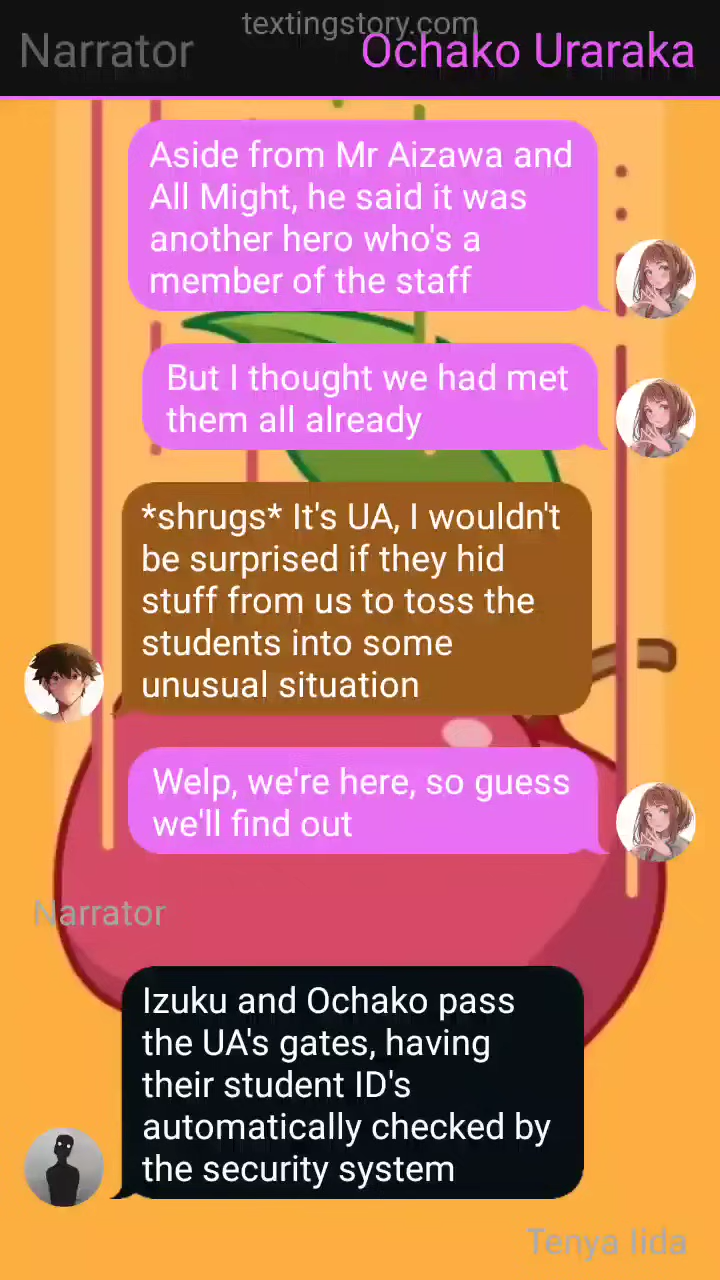 textingstory.com
Narrator
Ochako Uraraka
Aside from Mr Aizawa and
All Might, he said it was
another hero who's a
member of the staff
But I thought we had met
them all already
*shrugs* It's UA, I wouldn't
be surprised if they hid
stuff from us to toss the
students into some
unusual situation
Welp, we're here, so guess
we'll find out
Narrator
Izuku and Ochako pass
the UA's gates, having
their student ID's
automatically checked by
the security system
Tenya Iida